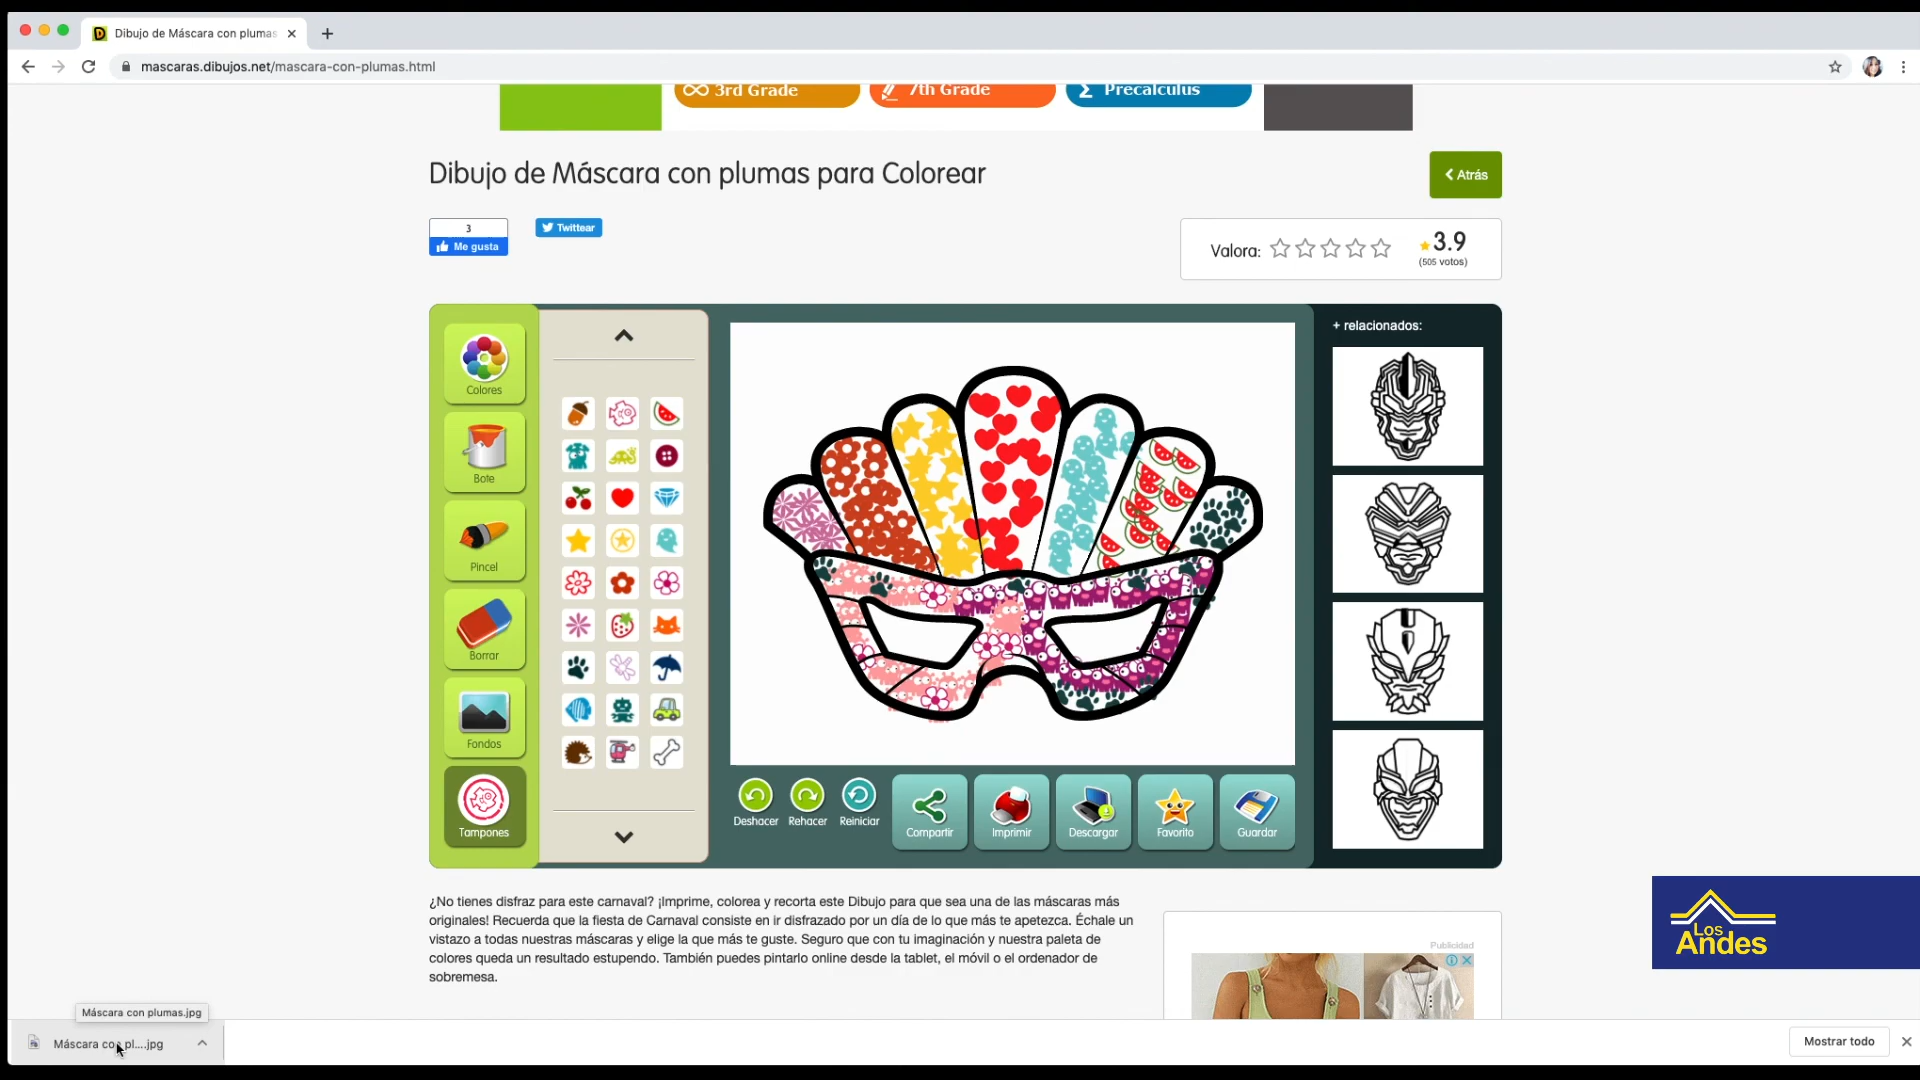 Dibujo de Máscara con plumas
mascaras.dibujos.net/mascara-con-plumas.html
3rd Grade
7th Grade
Precalculus
Dibujo de Máscara con plumas para Colorear
Atrás
3
Me gusta
Twittear
Valora:
3.9
(505 votos)
Colores
Bote
Pincel
Borrar
Fondos
Tampones
Deshacer
Rehacer
Reiniciar
Compartir
Imprimir
Descargar
Favorito
Guardar
+ relacionados:
¿No tienes disfraz para este carnaval? ¡Imprime, colorea y recorta este Dibujo para que sea una de las máscaras más
originales! Recuerda que la fiesta de Carnaval consiste en ir disfrazado por un día de lo que más te apetezca. Échale un
vistazo a todas nuestras máscaras y elige la que más te guste. Seguro que con tu imaginación y nuestra paleta de
colores queda un resultado estupendo. También puedes pintarlo online desde la tablet, el móvil o el ordenador de
sobremesa.
Publicidad
Los
Andes
Máscara con plumas.jpg
Máscara con pl....jpg
Mostrar todo